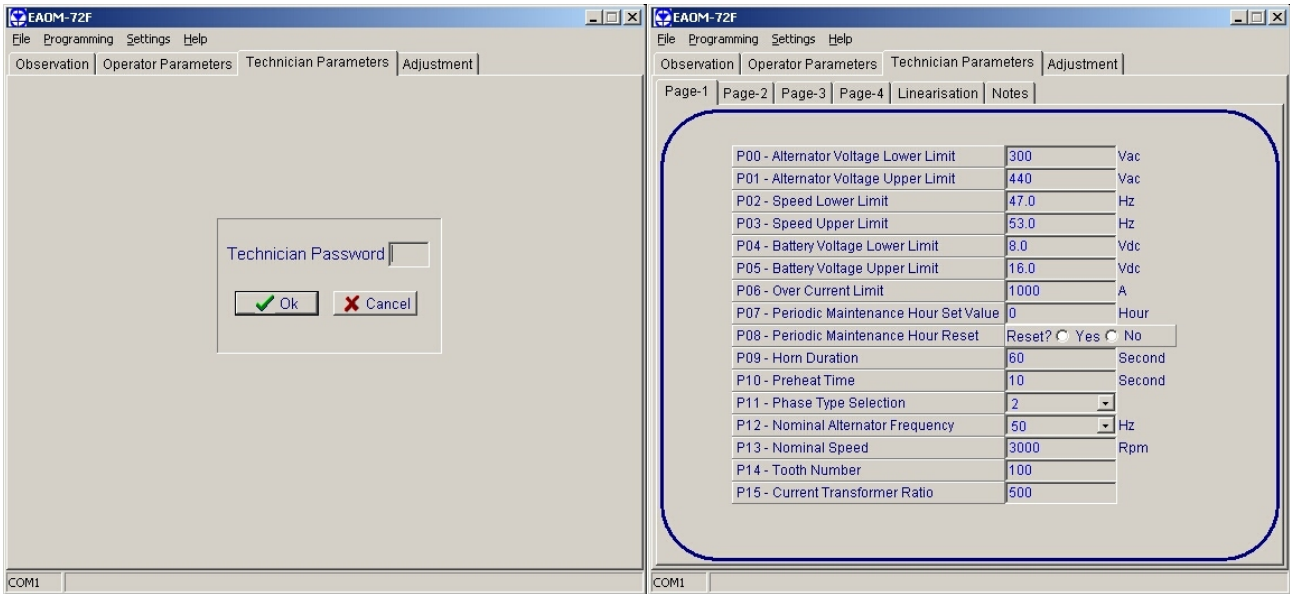 EAOM-72F
File Programming Settings Help
Observation Operator Parameters Technician Parameters Adjustment
Technician Password
Ok Cancel
COM1
EAOM-72F
File Programming Settings Help
Observation Operator Parameters Technician Parameters Adjustment
Page-1 Page-2 Page-3 Page-4 Linearisation Notes
P00 - Alternator Voltage Lower Limit 300 Vac
P01 - Alternator Voltage Upper Limit 440 Vac
P02 - Speed Lower Limit 47.0 Hz
P03 - Speed Upper Limit 53.0 Hz
P04 - Battery Voltage Lower Limit 8.0 Vdc
P05 - Battery Voltage Upper Limit 16.0 Vdc
P06 - Over Current Limit 1000 A
P07 - Periodic Maintenance Hour Set Value 0 Hour
P08 - Periodic Maintenance Hour Reset Reset? Yes No
P09 - Horn Duration 60 Second
P10 - Preheat Time 10 Second
P11 - Phase Type Selection 2
P12 - Nominal Alternator Frequency 50 Hz
P13 - Nominal Speed 3000 Rpm
P14 - Tooth Number 100
P15 - Current Transformer Ratio 500
COM1